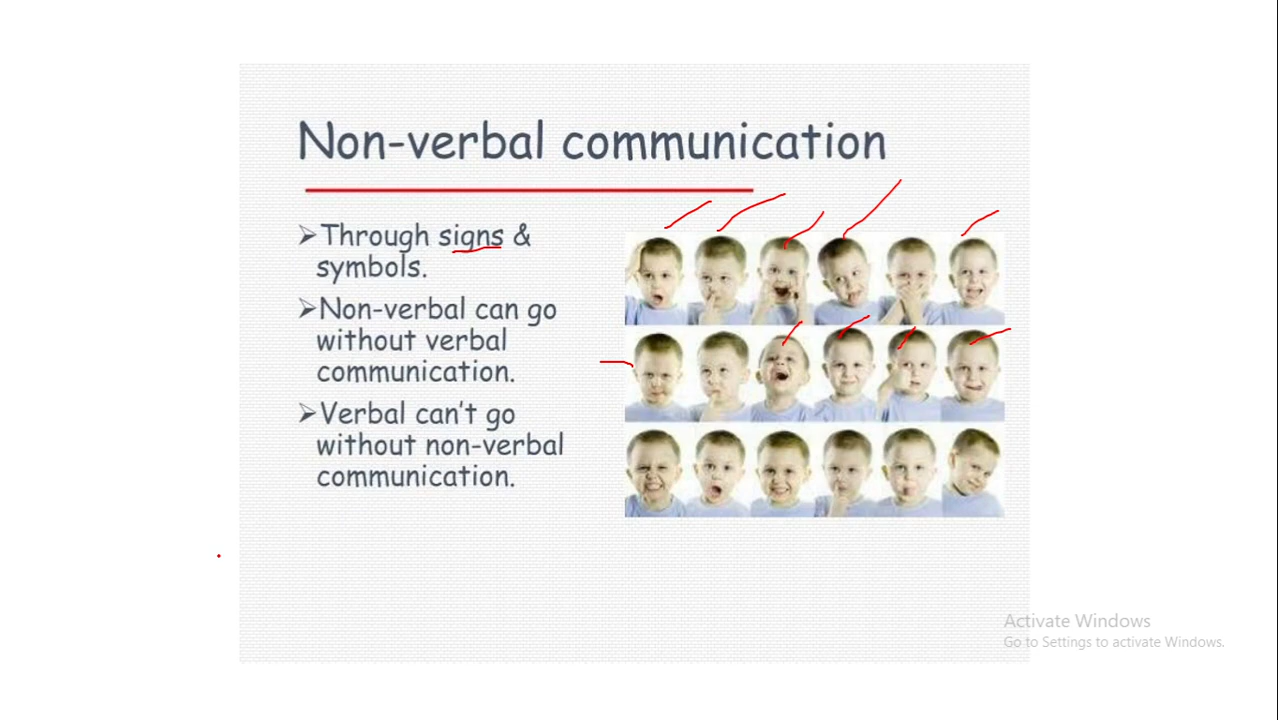 Non-verbal communication
➢Through signs &
symbols.
➢Non-verbal can go
without verbal
communication.
➢Verbal can't go
without non-verbal
communication.
Activate Windows
Go to Settings to activate Windows.